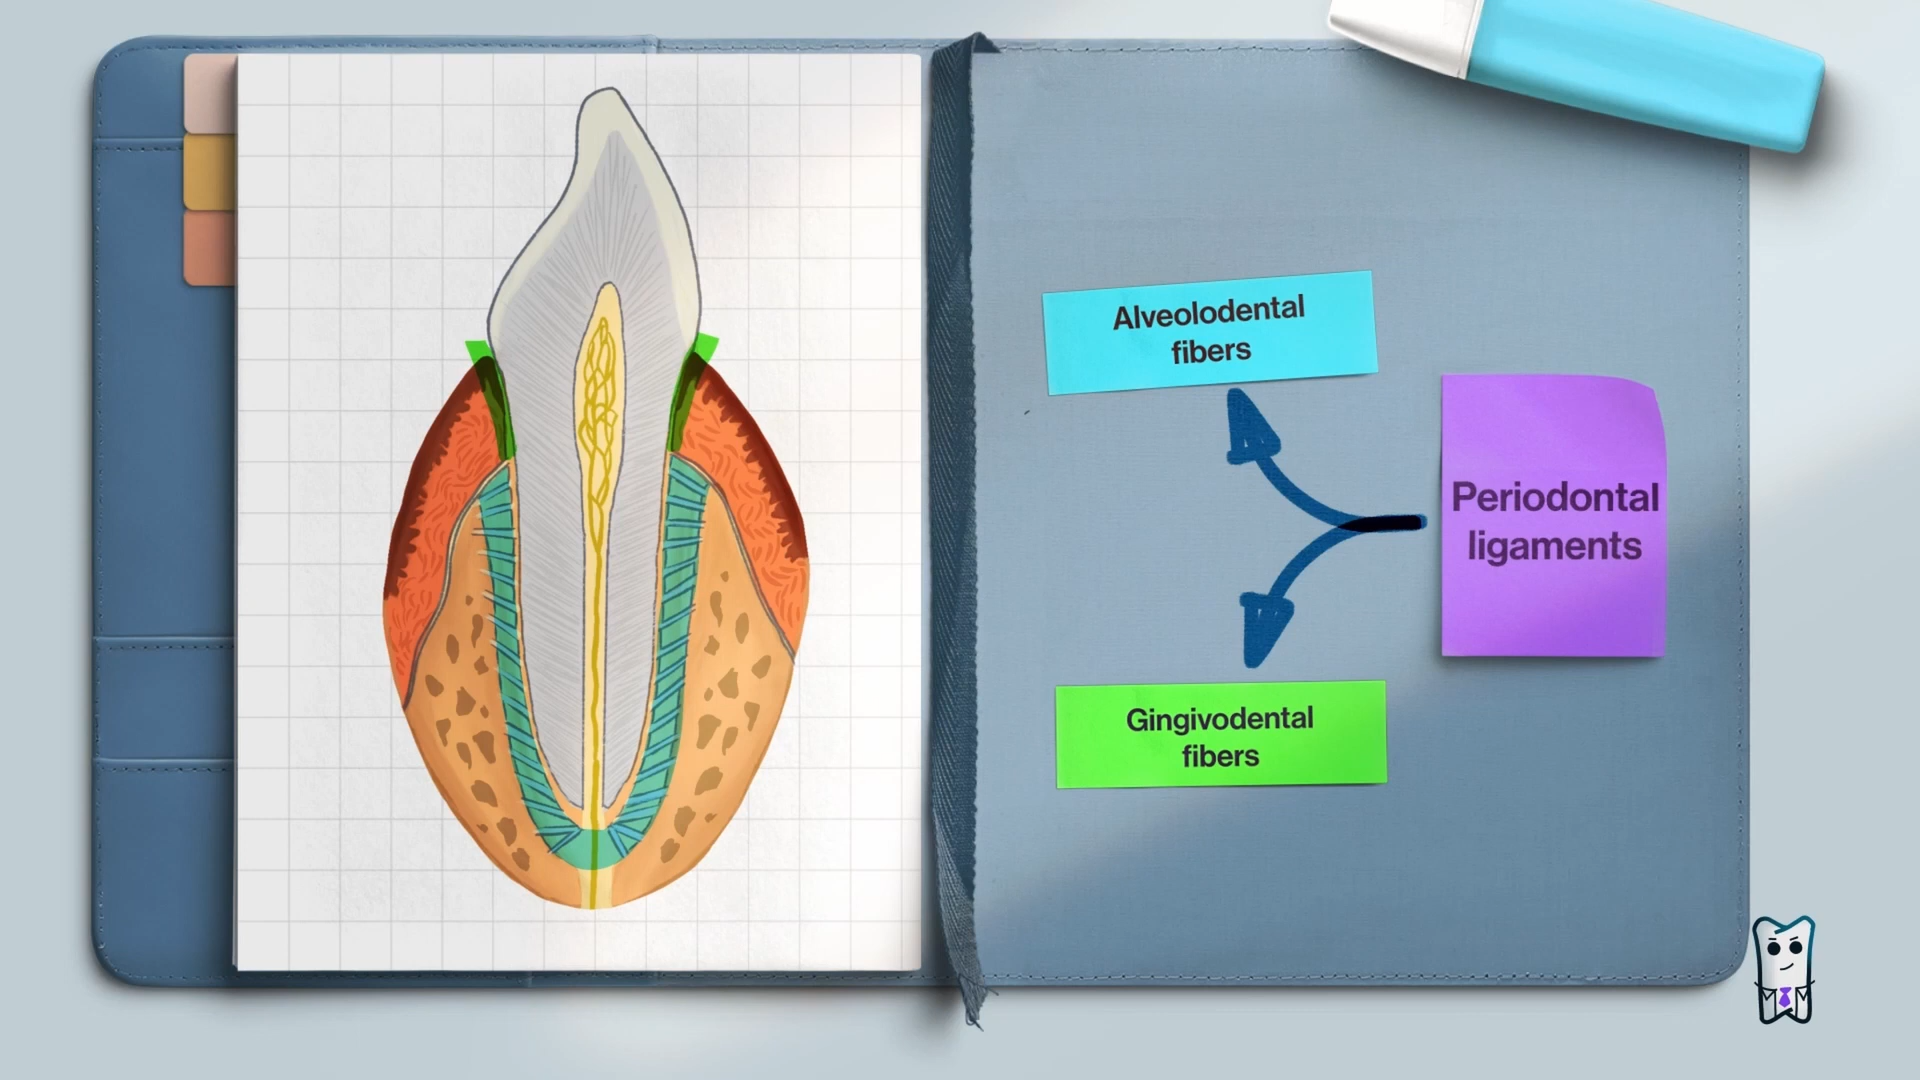 Alveolodental
fibers
Periodontal
ligaments
Gingivodental
fibers